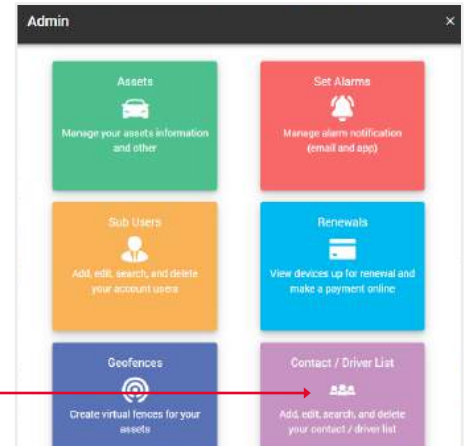 Admin
×
Assets
Manage your assets information
and other
Set Alarms
Manage alarm notification
(email and app)
Sub Users
Add, edit, search, and delete
your account users
Renewals
View devices up for renewal and
make a payment online
Geofences
Create virtual fences for your
assets
Contact / Driver List
Add, edit, search, and delete
your contact / driver list